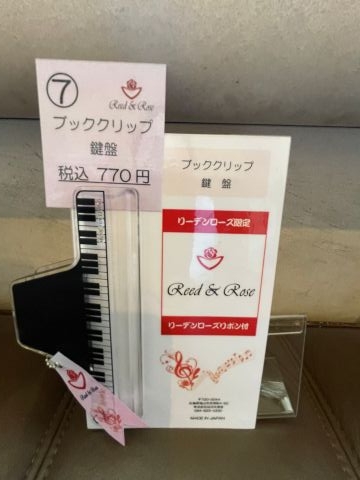 ⑦
Reed & Rose
ブッククリップ
鍵盤
税込 770円
ブッククリップ
鍵 盤
リーデンローズ限定
Reed & Rose
リーデンローズリボン付
MADE IN JAPAN
Reed & Rose